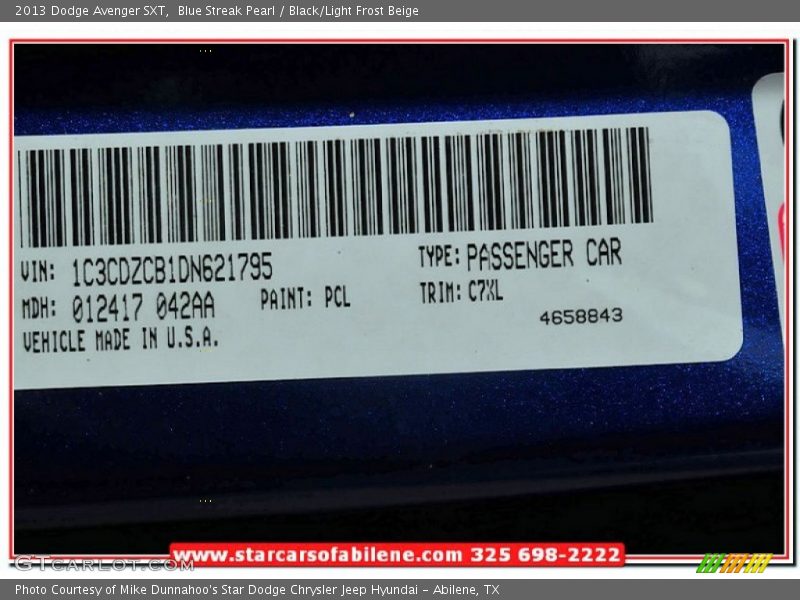 2013 Dodge Avenger SXT,  Blue Streak Pearl / Black/Light Frost Beige
VIN: 1C3CDZCB1DN621795
TYPE: PASSENGER CAR
MDH: 012417 042AA
PAINT: PCL
TRIM: C7XL
4658843
VEHICLE MADE IN U.S.A.
www.starcarsofabilene.com 325 698-2222
GTCarLot.com
Photo Courtesy of Mike Dunnahoo's Star Dodge Chrysler Jeep Hyundai - Abilene, TX